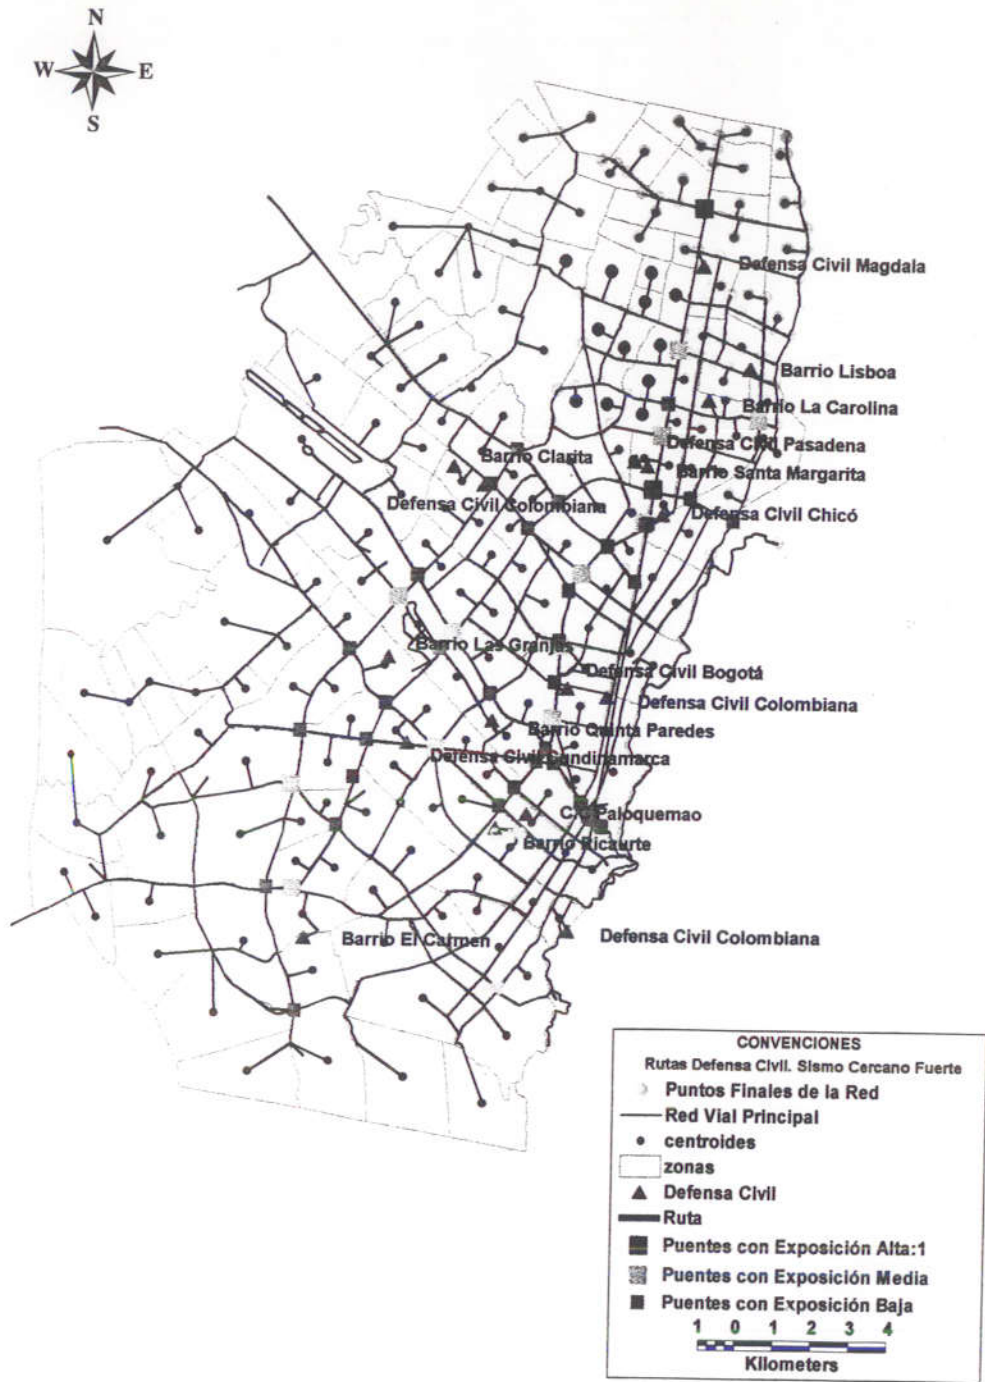 N
W E
S
Defensa Civil Magdala
Barrio Lisboa
Barrio La Carolina
Defensa Civil Pasadena
Barrio Clarita
Barrio Santa Margarita
Defensa Civil Colombiana
Defensa Civil Chicó
Barrio Las Granjas
Defensa Civil Bogotá
Defensa Civil Colombiana
Barrio Quinta Paredes
Defensa Civil Cundinamarca
C.C Paloquemao
Barrio Ricaurte
Barrio El Carmen
Defensa Civil Colombiana
CONVENCIONES
Rutas Defensa Civil. Sismo Cercano Fuerte
Puntos Finales de la Red
Red Vial Principal
centroides
zonas
Defensa Civil
Ruta
Puentes con Exposición Alta:1
Puentes con Exposición Media
Puentes con Exposición Baja
1 0 1 2 3 4
Kilometers